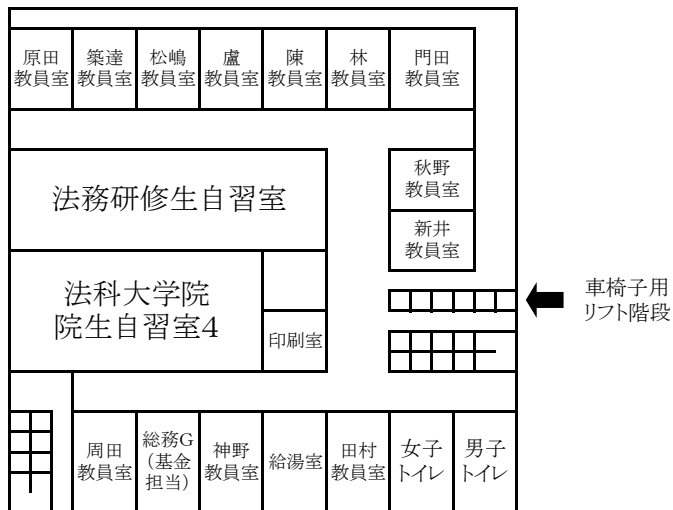 原田
教員室
築達
教員室
松嶋
教員室
盧
教員室
陳
教員室
林
教員室
門田
教員室
法務研修生自習室
秋野
教員室
新井
教員室
法科大学院
院生自習室4
印刷室
車椅子用
リフト階段
周田
教員室
総務G
（基金
担当）
神野
教員室
給湯室
田村
教員室
女子
トイレ
男子
トイレ